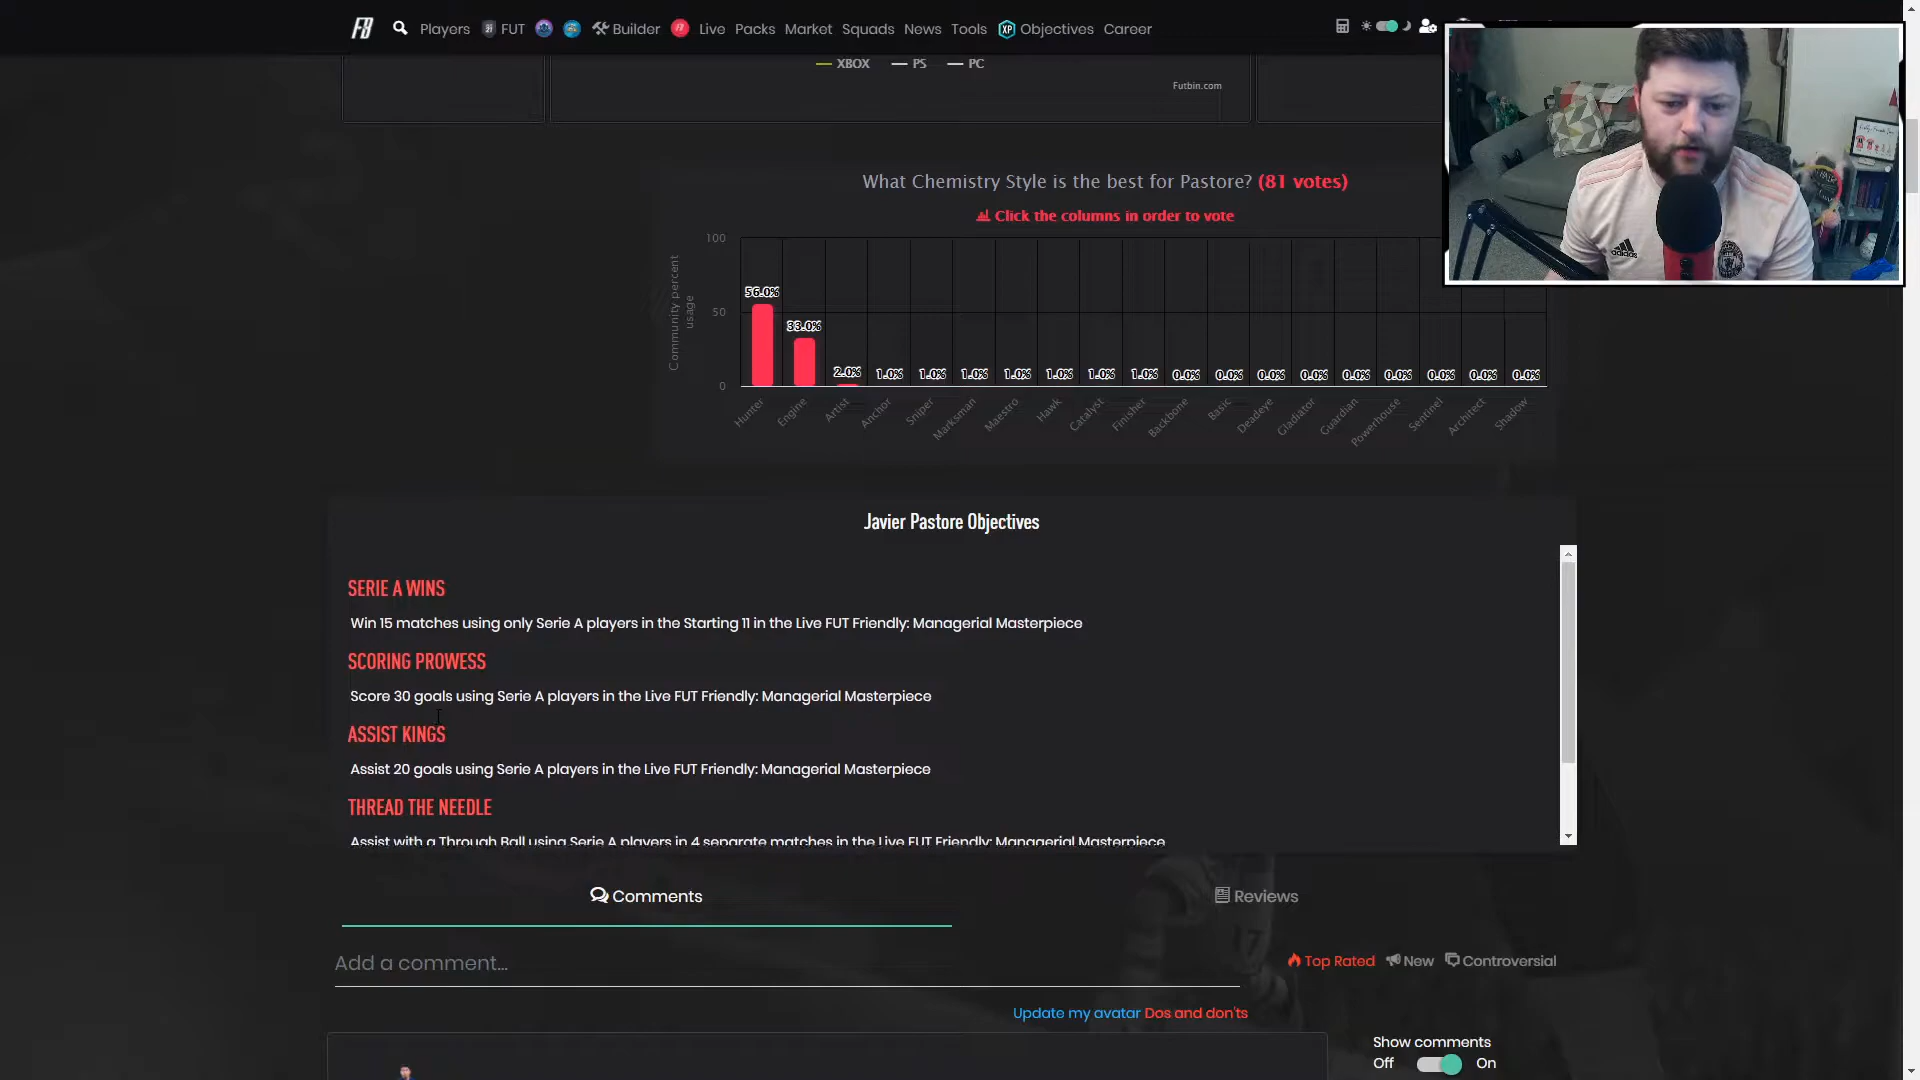 FB Players FUT Builder Live Packs Market Squads News Tools XP Objectives Career
XBOX PS PC
Futbin.com
What Chemistry Style is the best for Pastore? (81 votes)
Click the columns in order to vote
Community percent usage
100
50
0
56.0% 33.0% 2.0% 1.0% 1.0% 1.0% 1.0% 1.0% 1.0% 1.0% 0.0% 0.0% 0.0% 0.0% 0.0% 0.0% 0.0% 0.0% 0.0%
Hunter Engine Artist Anchor Sniper Marksman Maestro Hawk Catalyst Finisher Backbone Basic Deadeye Gladiator Guardian Powerhouse Sentinel Architect Shadow
Javier Pastore Objectives
SERIE A WINS
Win 15 matches using only Serie A players in the Starting 11 in the Live FUT Friendly: Managerial Masterpiece
SCORING PROWESS
Score 30 goals using Serie A players in the Live FUT Friendly: Managerial Masterpiece
ASSIST KINGS
Assist 20 goals using Serie A players in the Live FUT Friendly: Managerial Masterpiece
THREAD THE NEEDLE
Assist with a Through Ball using Serie A players in 4 separate matches in the Live FUT Friendly: Managerial Masterpiece
Comments Reviews
Add a comment...
Top Rated New Controversial
Update my avatar Dos and don'ts
Show comments
Off On
adidas